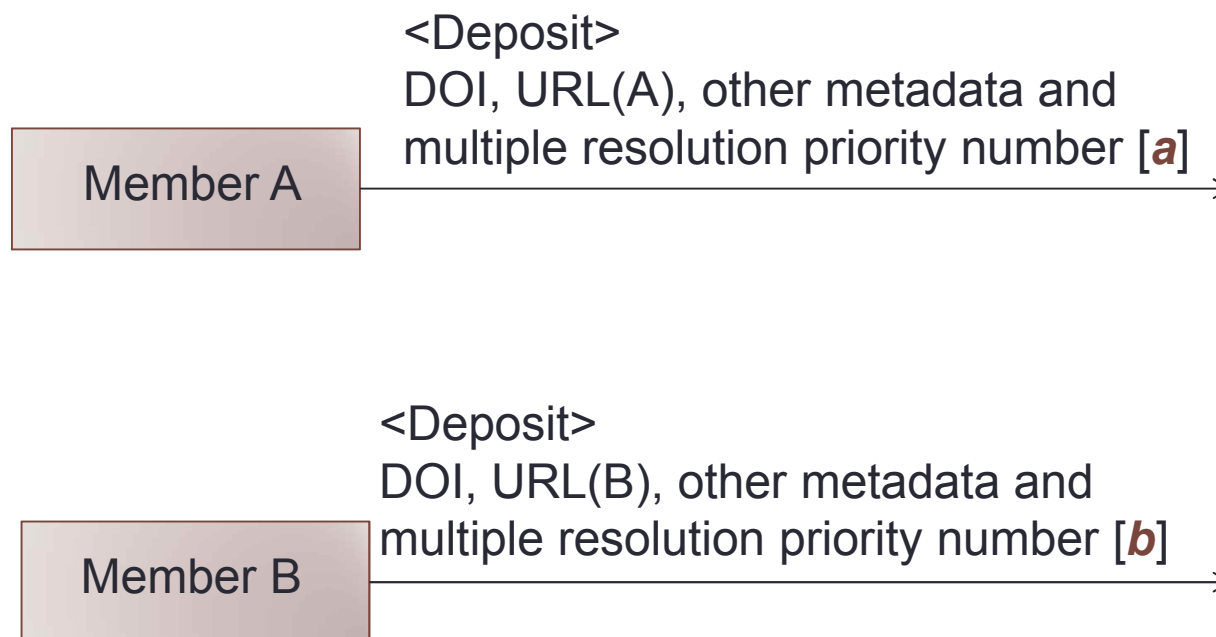 <Deposit>
DOI, URL(A), other metadata and
multiple resolution priority number [a]
Member A
<Deposit>
DOI, URL(B), other metadata and
multiple resolution priority number [b]
Member B